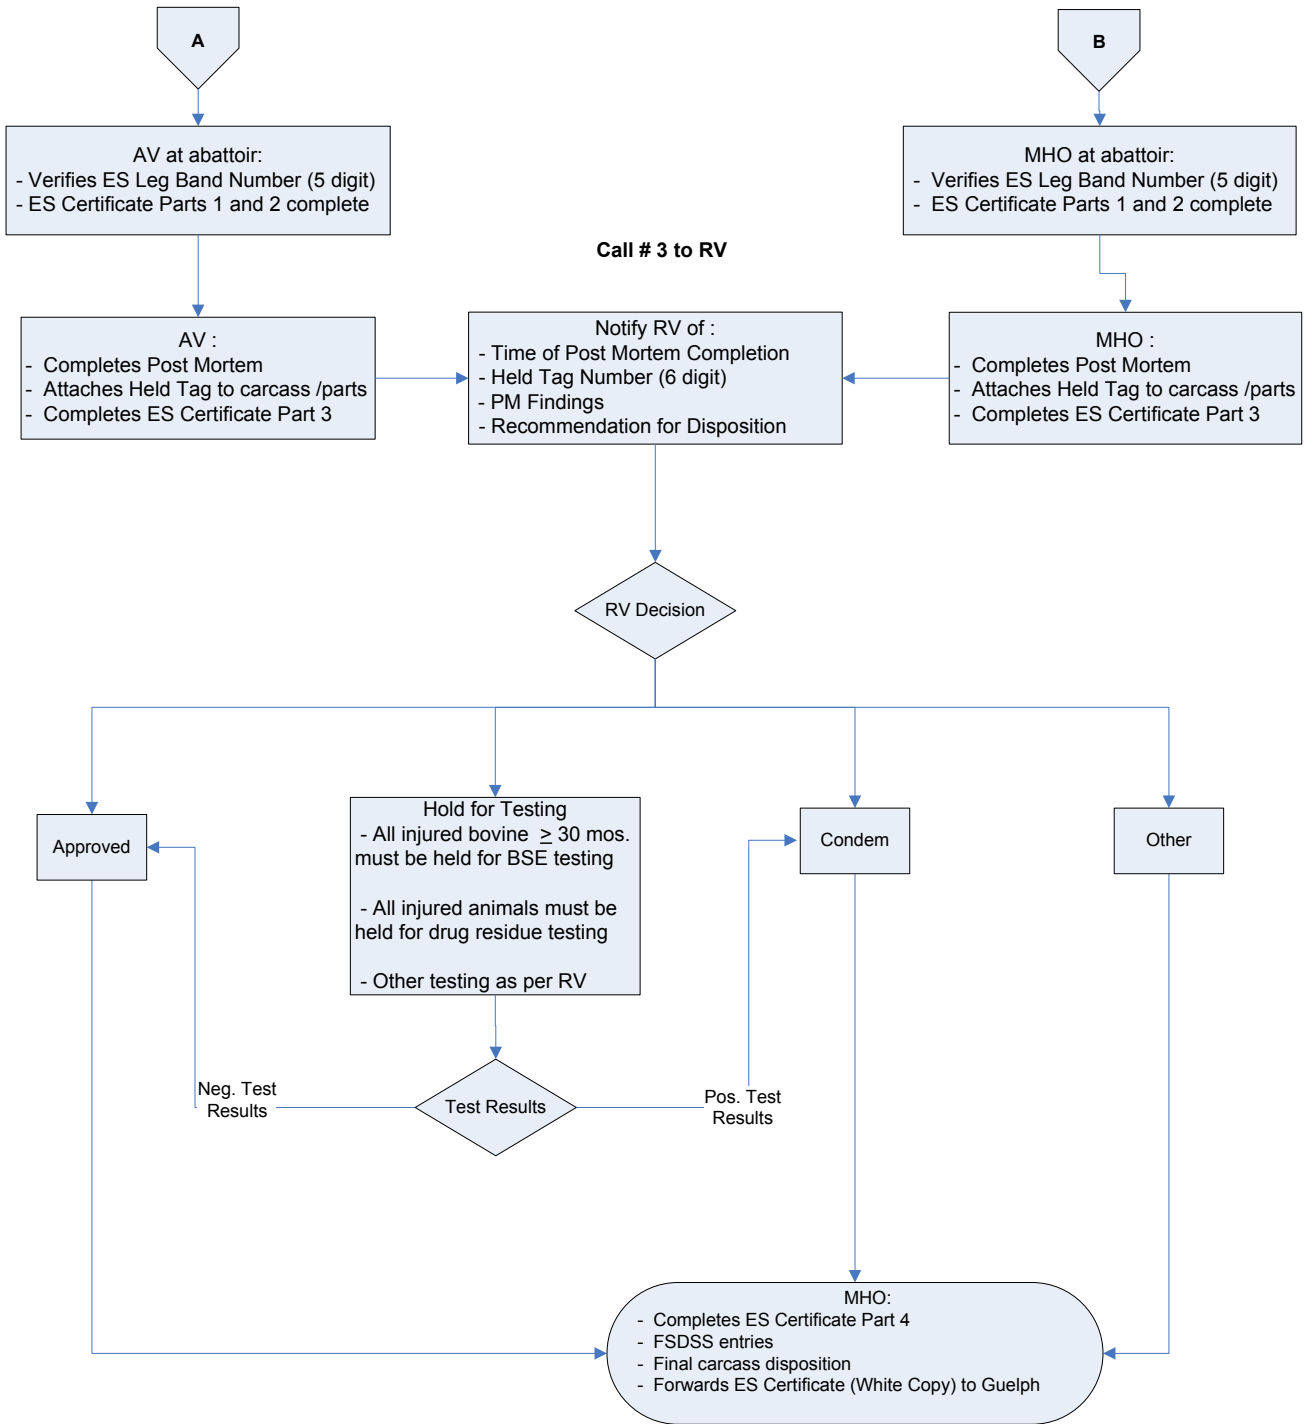 A
B
AV at abattoir:
- Verifies ES Leg Band Number (5 digit)
- ES Certificate Parts 1 and 2 complete
MHO at abattoir:
- Verifies ES Leg Band Number (5 digit)
- ES Certificate Parts 1 and 2 complete
Call # 3 to RV
AV :
- Completes Post Mortem
- Attaches Held Tag to carcass /parts
- Completes ES Certificate Part 3
Notify RV of :
- Time of Post Mortem Completion
- Held Tag Number (6 digit)
- PM Findings
- Recommendation for Disposition
MHO :
- Completes Post Mortem
- Attaches Held Tag to carcass /parts
- Completes ES Certificate Part 3
RV Decision
Approved
Hold for Testing
- All injured bovine ≥ 30 mos.
must be held for BSE testing
- All injured animals must be
held for drug residue testing
- Other testing as per RV
Condem
Other
Neg. Test
Results
Test Results
Pos. Test
Results
MHO:
- Completes ES Certificate Part 4
- FSDSS entries
- Final carcass disposition
- Forwards ES Certificate (White Copy) to Guelph